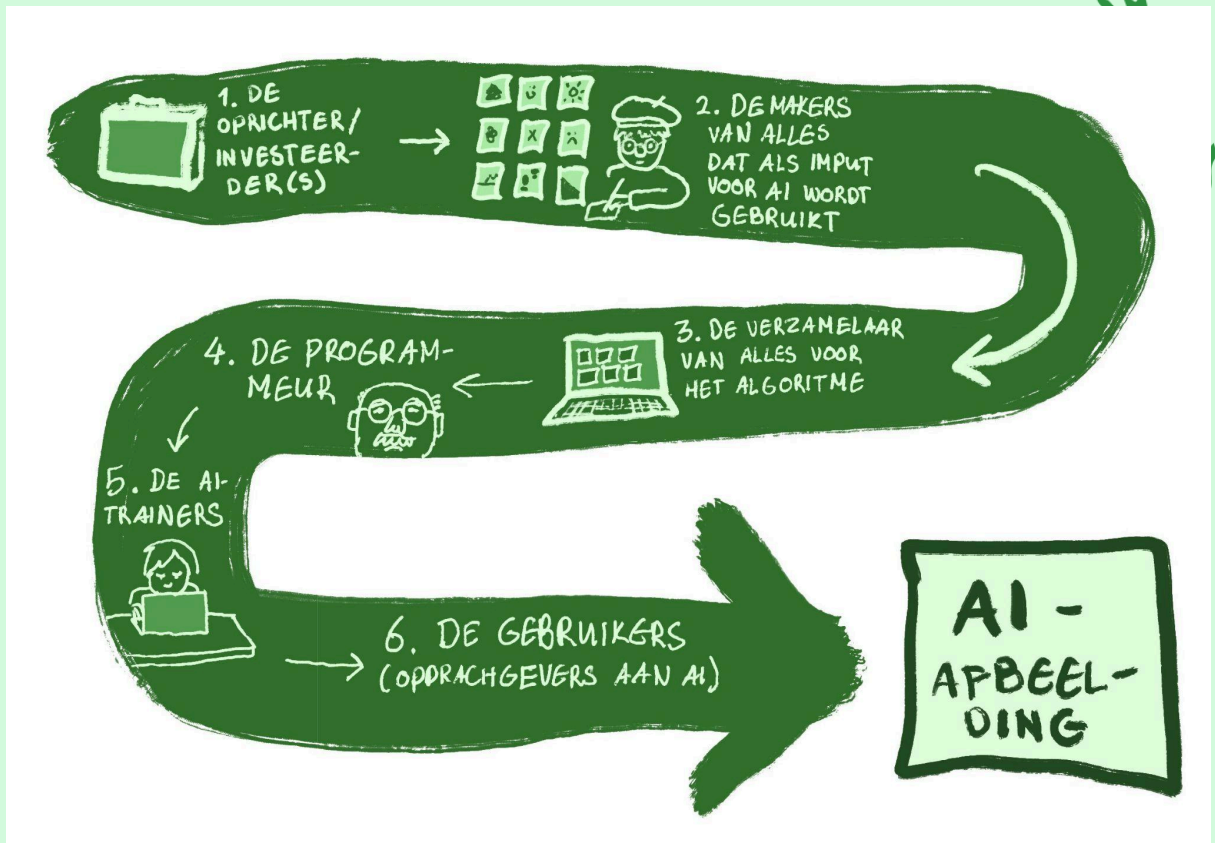 1. DE
OPRICHTER/
INVESTEER-
DER(S)
2. DE MAKERS
VAN ALLES
DAT ALS IMPUT
VOOR AI WORDT
GEBRUIKT
3. DE VERZAMELAAR
VAN ALLES VOOR
HET ALGORITME
4. DE PROGRAM-
MEUR
5. DE AI-
TRAINERS
6. DE GEBRUIKERS
(OPDRACHGEVERS AAN AI)
AI-
AFBEEL-
DING